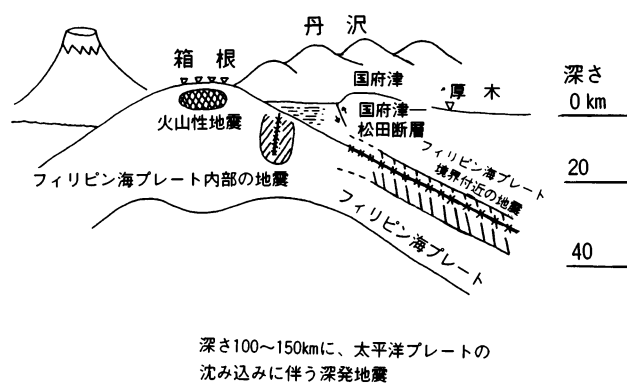 丹沢
箱根
国府津
厚木
深さ
0km
火山性地震
国府津―
松田断層
フィリピン海プレート
境界付近の地震
20
フィリピン海プレート内部の地震
フィリピン海プレート
40
深さ100〜150kmに、太平洋プレートの
沈み込みに伴う深発地震